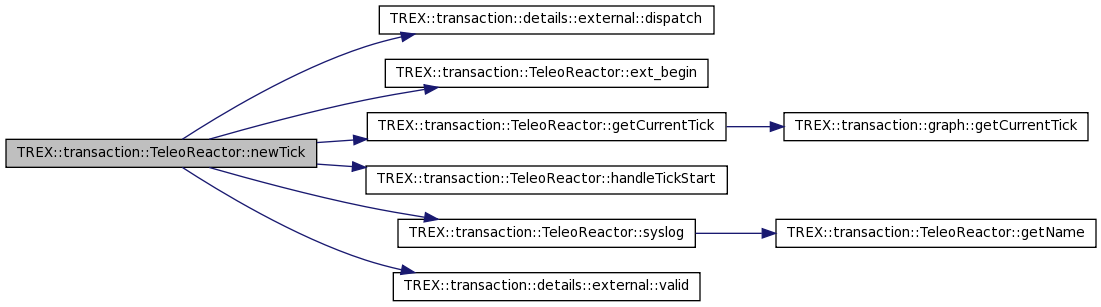 TREX::transaction::details::external::dispatch
TREX::transaction::TeleoReactor::ext_begin
TREX::transaction::TeleoReactor::getCurrentTick
TREX::transaction::graph::getCurrentTick
TREX::transaction::TeleoReactor::newTick
TREX::transaction::TeleoReactor::handleTickStart
TREX::transaction::TeleoReactor::syslog
TREX::transaction::TeleoReactor::getName
TREX::transaction::details::external::valid